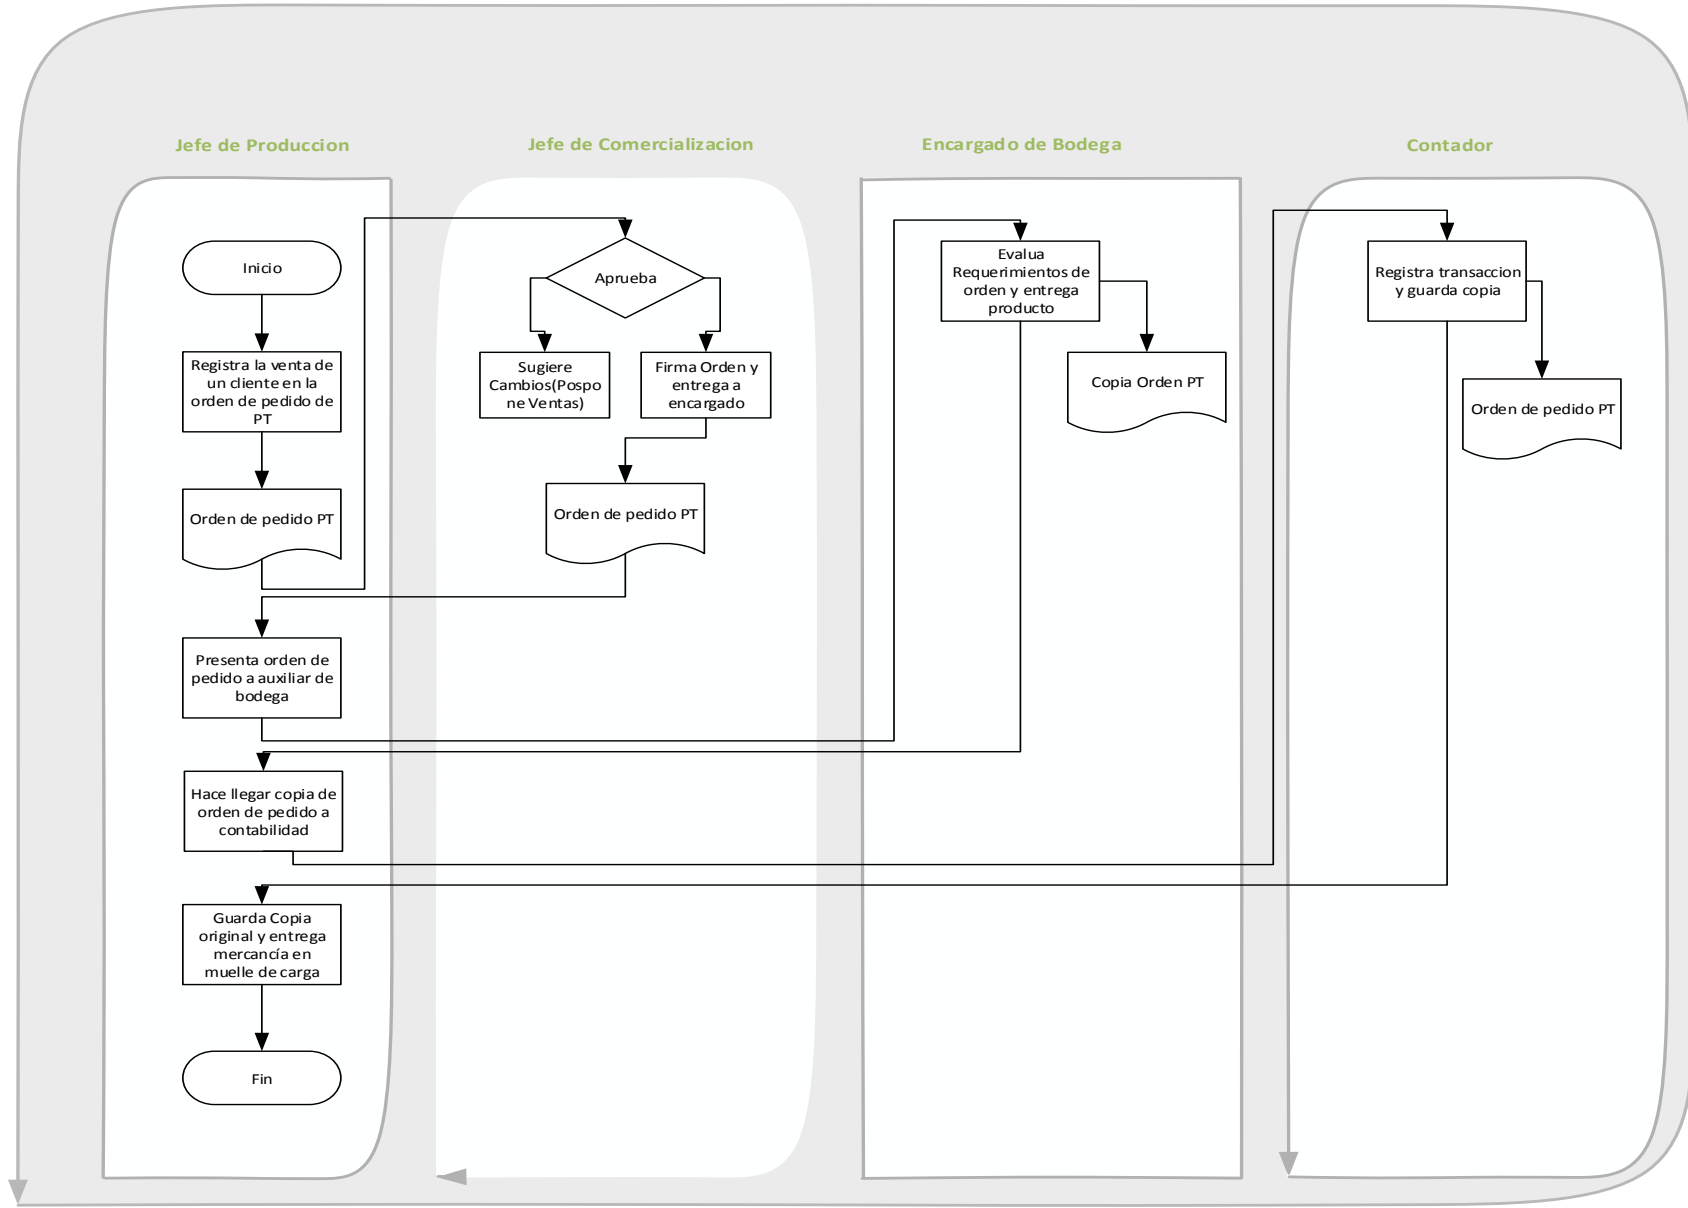 Jefe de Produccion
Jefe de Comercializacion
Encargado de Bodega
Contador
Inicio
Registra la venta de
un cliente en la
orden de pedido de
PT
Orden de pedido PT
Presenta orden de
pedido a auxiliar de
bodega
Hace llegar copia de
orden de pedido a
contabilidad
Guarda Copia
original y entrega
mercancía en
muelle de carga
Fin
Aprueba
Sugiere
Cambios(Pospo
ne Ventas)
Firma Orden y
entrega a
encargado
Orden de pedido PT
Evalua
Requerimientos de
orden y entrega
producto
Copia Orden PT
Registra transaccion
y guarda copia
Orden de pedido PT